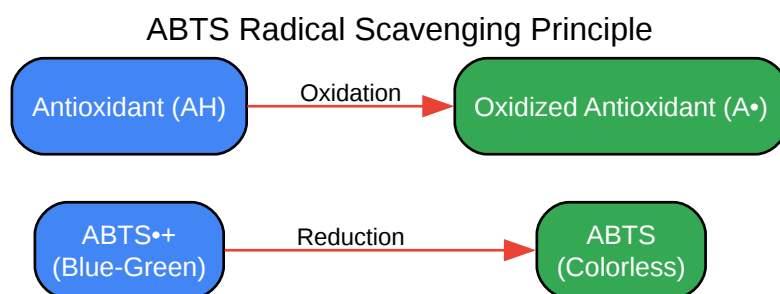 ABTS Radical Scavenging Principle
Antioxidant (AH)
Oxidation
Oxidized Antioxidant (A•)
ABTS•+
(Blue-Green)
Reduction
ABTS
(Colorless)